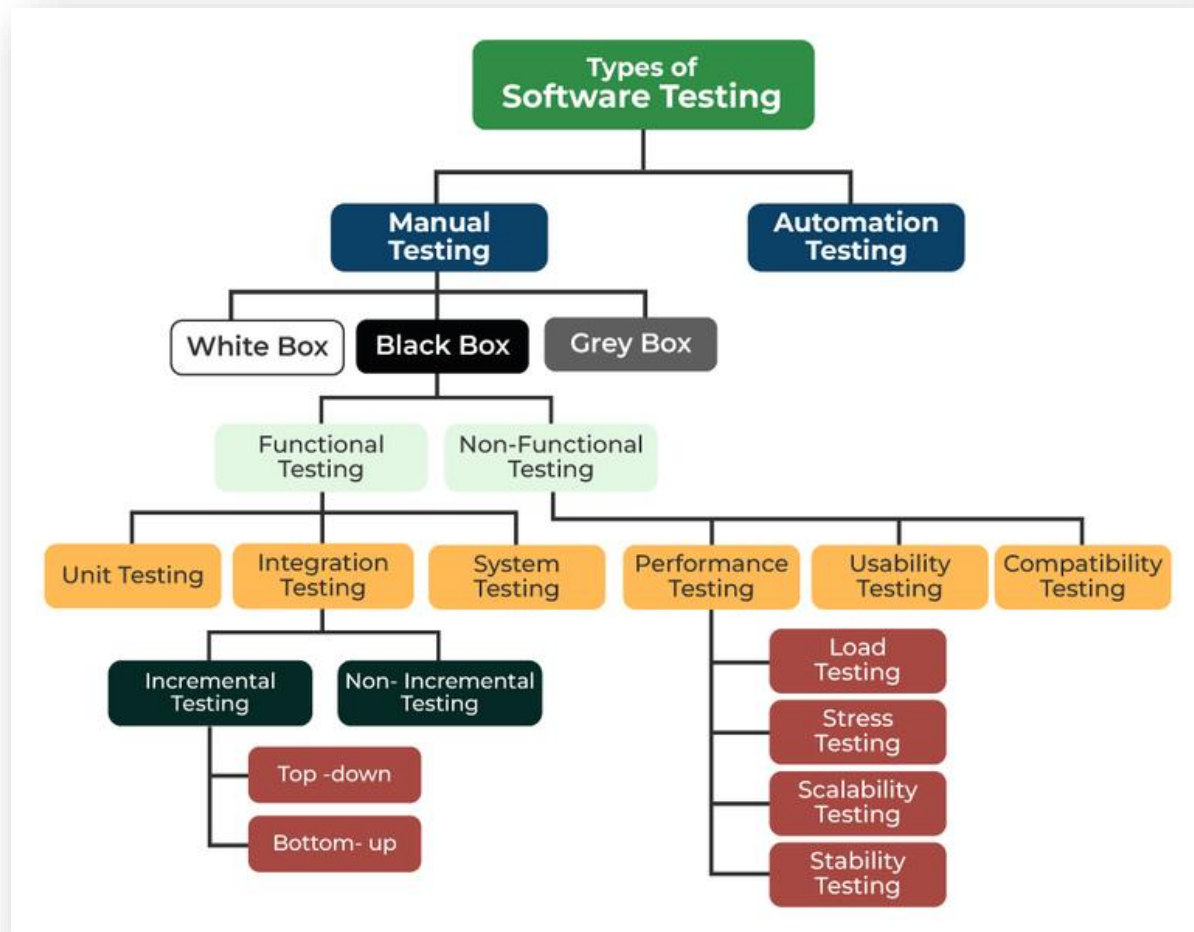 Types of
Software Testing
Manual
Testing
Automation
Testing
White Box
Black Box
Grey Box
Functional
Testing
Non-Functional
Testing
Unit Testing
Integration
Testing
System
Testing
Performance
Testing
Usability
Testing
Compatibility
Testing
Incremental
Testing
Non- Incremental
Testing
Top -down
Bottom- up
Load
Testing
Stress
Testing
Scalability
Testing
Stability
Testing